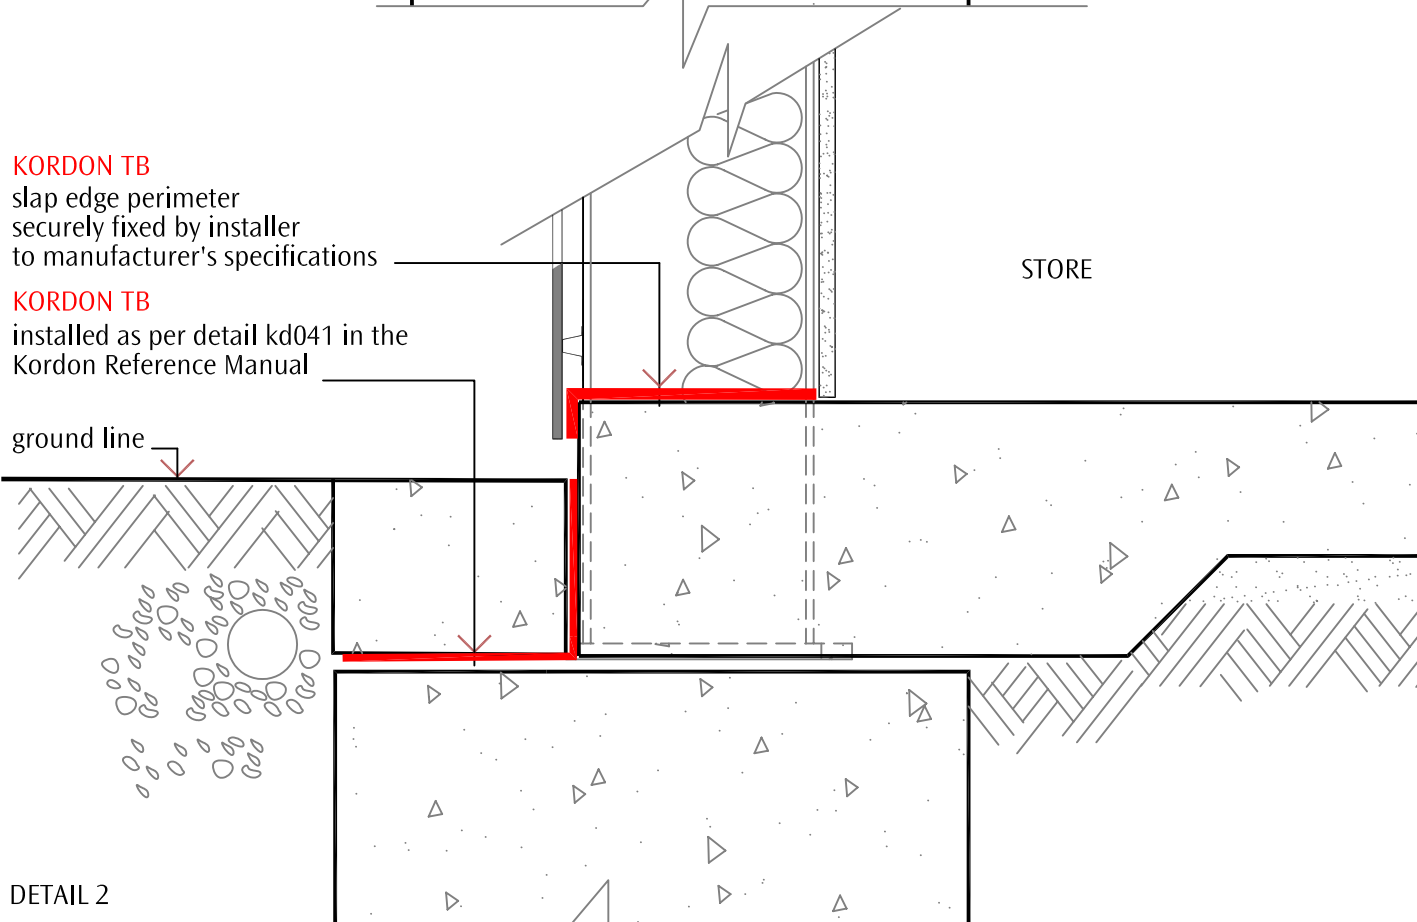 KORDON TB
slap edge perimeter
securely fixed by installer
to manufacturer's specifications
KORDON TB
installed as per detail kd041 in the
Kordon Reference Manual
ground line
STORE
DETAIL 2